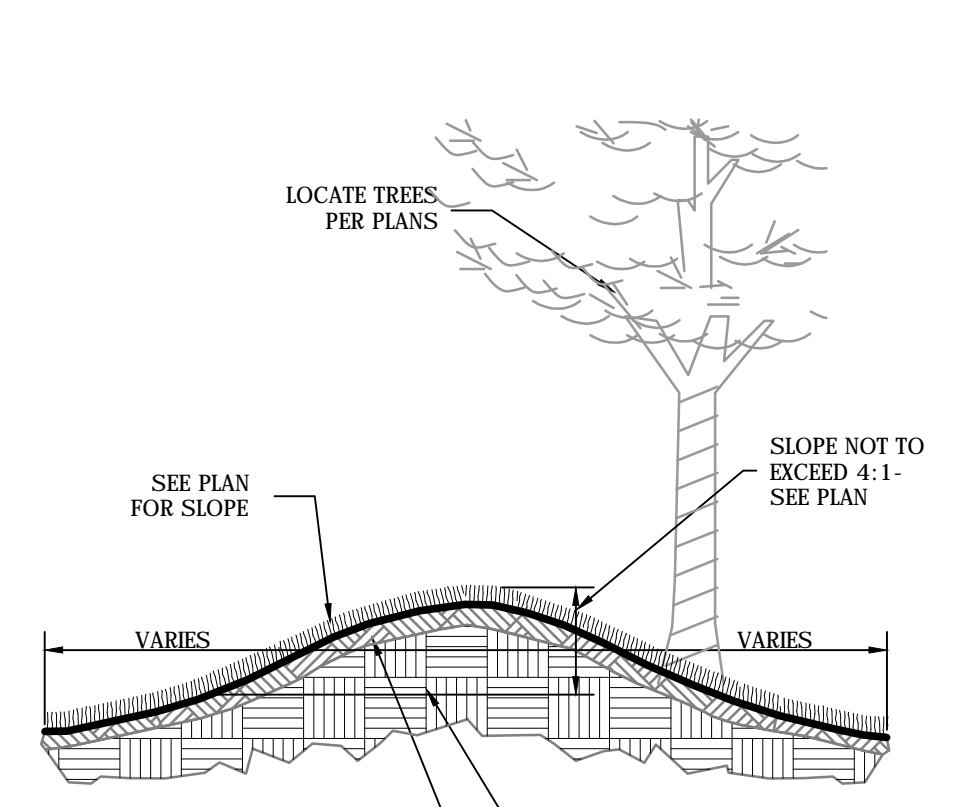 LOCATE TREES
PER PLANS
SLOPE NOT TO
EXCEED 4:1-
SEE PLAN
SEE PLAN
FOR SLOPE
VARIES
VARIES